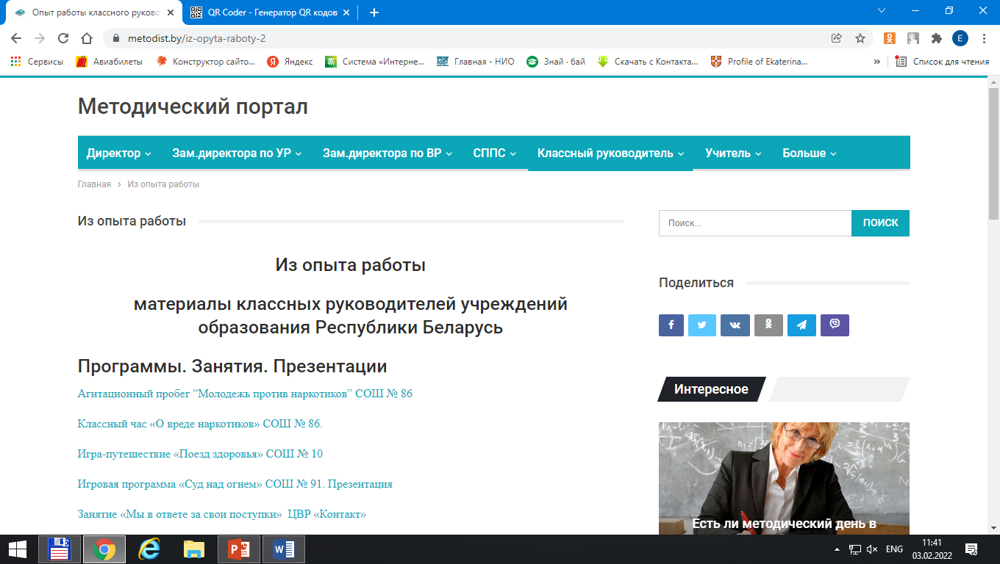 Опыт работы классного руково
QR Coder - Генератор QR кодов
metodist.by/iz-opyta-raboty-2
E
Сервисы
Авиабилеты
Конструктор сайто...
Яндекс
Система «Интерне...
Главная - НИО
Знай · бай
Скачать с Контакта...
Profile of Ekaterina...
»
Список для чтения
Методический портал
Директор
Зам.директора по УР
Зам.директора по ВР
СППС
Классный руководитель
Учитель
Больше
Главная > Из опыта работы
Из опыта работы
Из опыта работы
материалы классных руководителей учреждений
образования Республики Беларусь
Программы. Занятия. Презентации
Агитационный пробег “Молодежь против наркотиков” СОШ № 86
Классный час «О вреде наркотиков» СОШ № 86.
Игра-путешествие «Поезд здоровья» СОШ № 10
Игровая программа «Суд над огнем» СОШ № 91. Презентация
Занятие «Мы в ответе за свои поступки»  ЦВР «Контакт»
Поиск...
ПОИСК
Поделиться
Интересное
Есть ли методический день в
ENG
11:41
03.02.2022